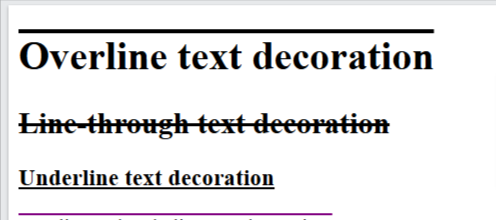 Overline text decoration
Line-through text decoration
Underline text decoration